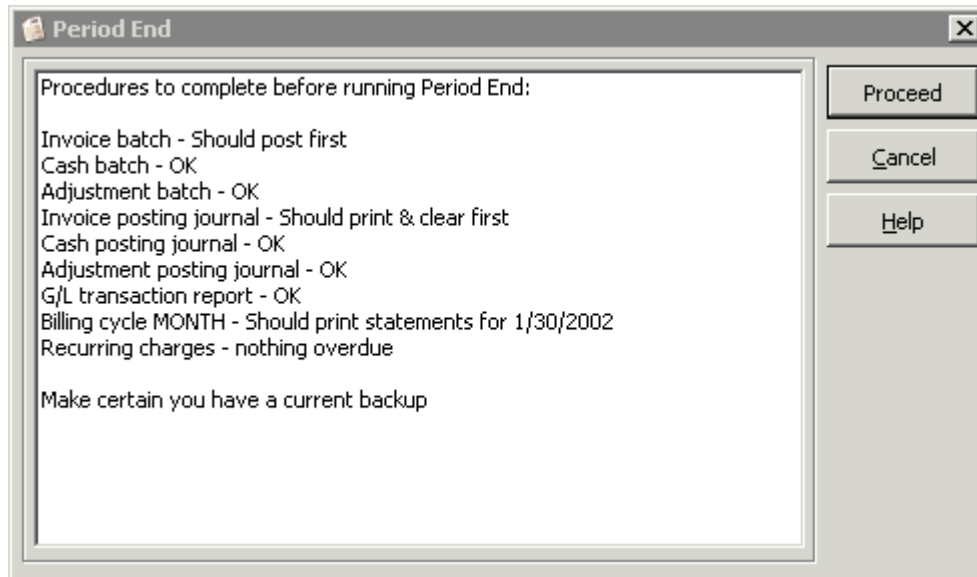 Period End
Procedures to complete before running Period End:
Invoice batch - Should post first
Cash batch - OK
Adjustment batch - OK
Invoice posting journal - Should print & clear first
Cash posting journal - OK
Adjustment posting journal - OK
G/L transaction report - OK
Billing cycle MONTH - Should print statements for 1/30/2002
Recurring charges - nothing overdue
Make certain you have a current backup
Proceed
Cancel
Help